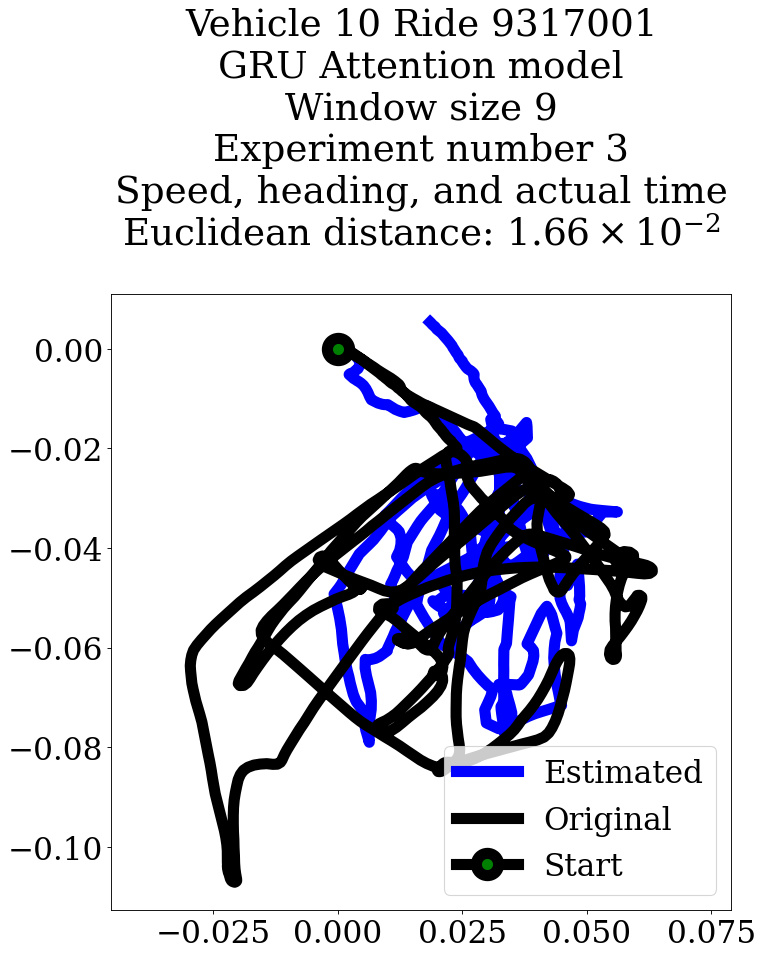 Vehicle 10 Ride 9317001
GRU Attention model
Window size 9
Experiment number 3
Speed, heading, and actual time
Euclidean distance: 1.66 × 10⁻²
0.00
−0.02
−0.04
−0.06
−0.08
−0.10
Estimated
Original
Start
−0.025 0.000 0.025 0.050 0.075